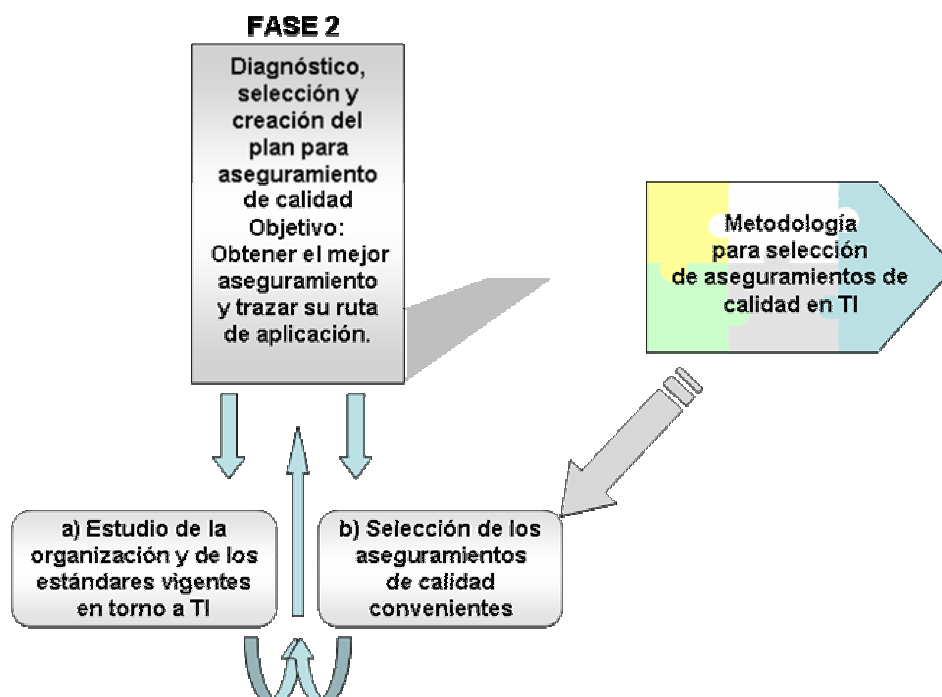 FASE 2
Diagnóstico,
selección y
creación del
plan para
aseguramiento
de calidad
Objetivo:
Obtener el mejor
aseguramiento
y trazar su ruta
de aplicación.
Metodología
para selección
de aseguramientos de
calidad en TI
a) Estudio de la
organización y de los
estándares vigentes
en torno a TI
b) Selección de los
aseguramientos
de calidad
convenientes